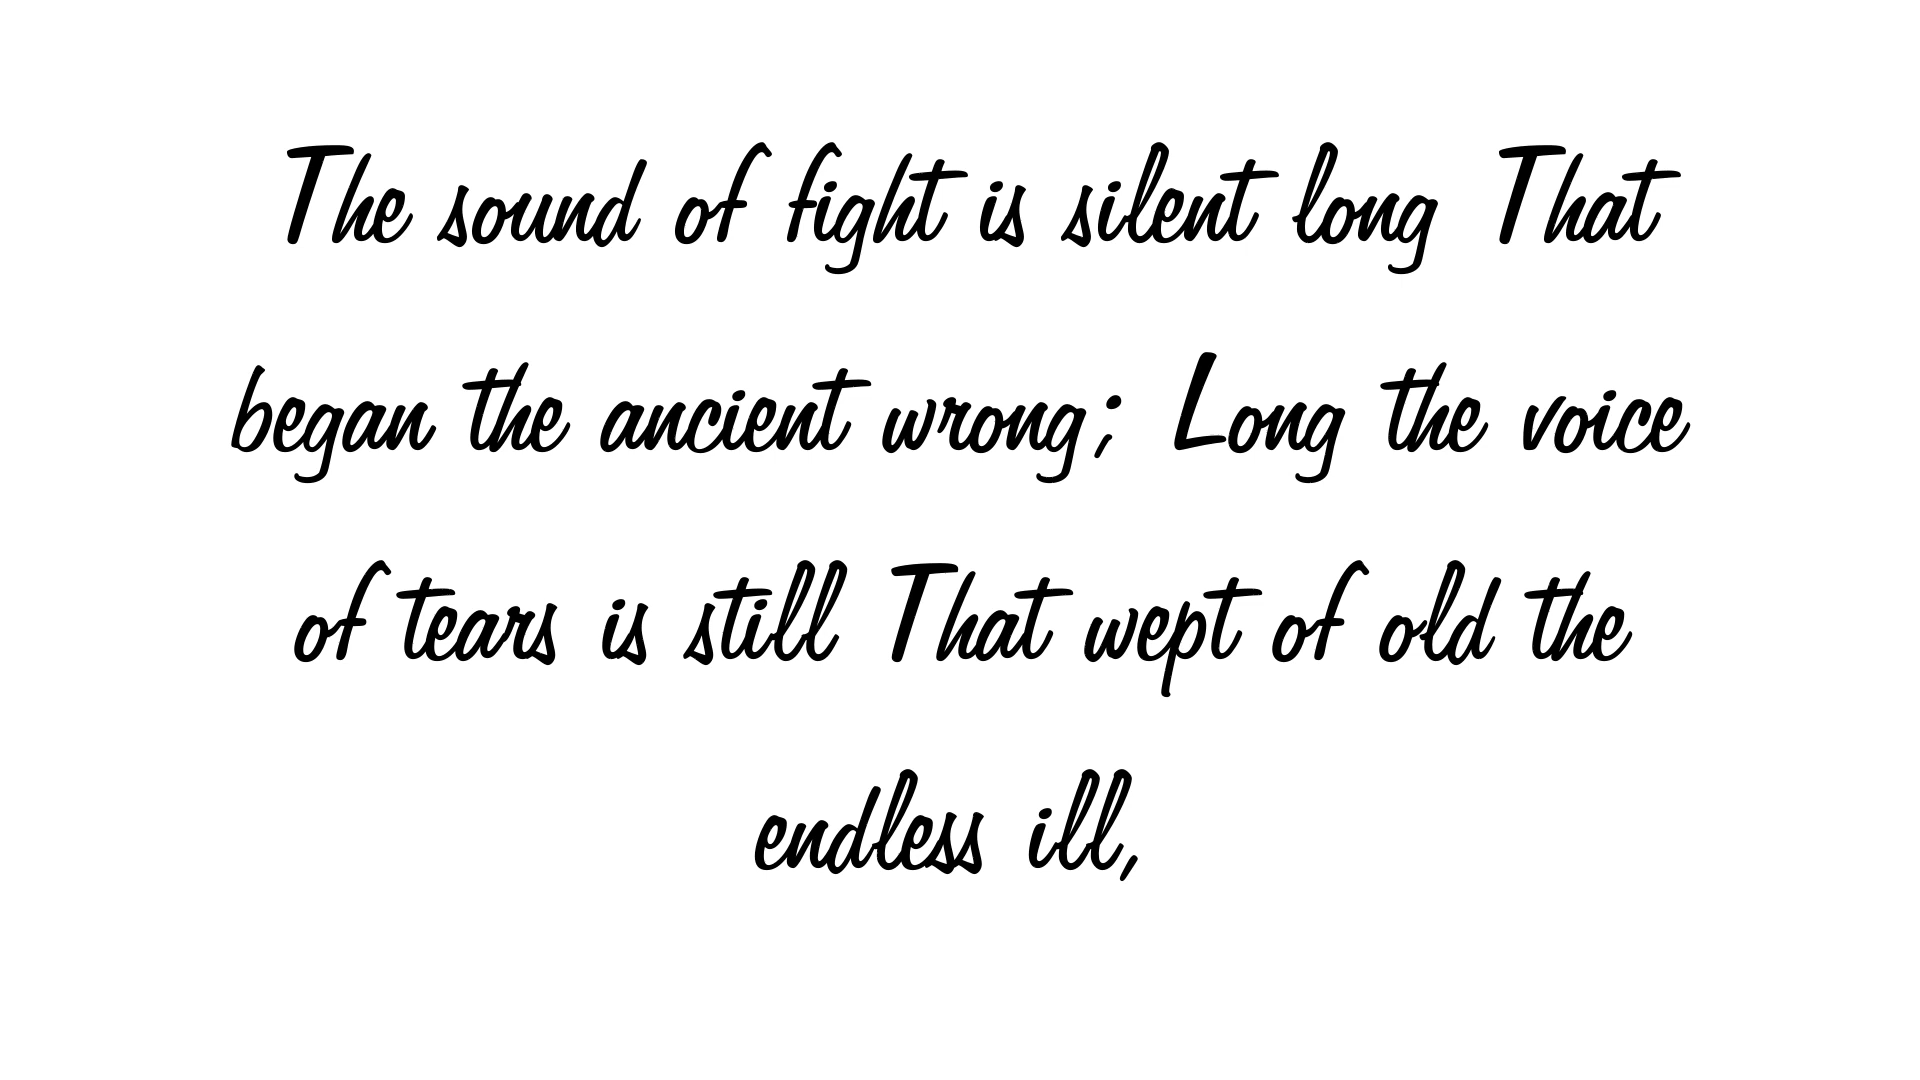 The sound of fight is silent long That
began the ancient wrong; Long the voice
of tears is still That wept of old the
endless ill,